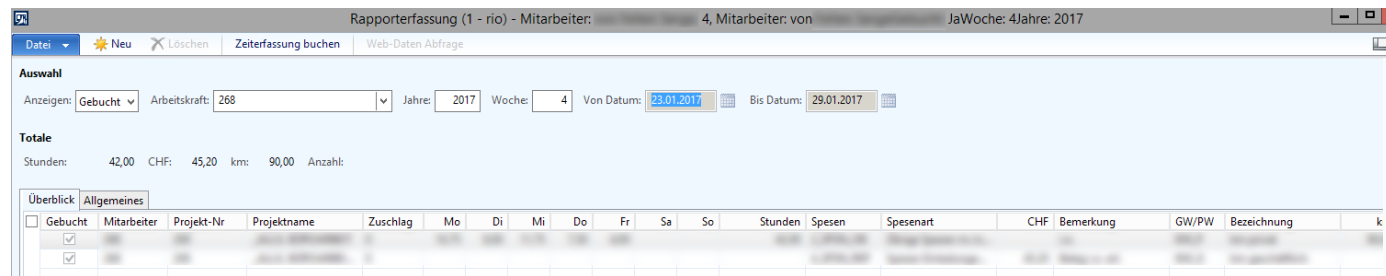 Rapporterfassung (1 - rio) - Mitarbeiter: 4, Mitarbeiter: von JaWoche: 4Jahre: 2017
Datei Neu Löschen Zeiterfassung buchen Web-Daten Abfrage
Auswahl
Anzeigen: Gebucht Arbeitskraft: 268 Jahre: 2017 Woche: 4 Von Datum: 23.01.2017 Bis Datum: 29.01.2017
Totale
Stunden: 42,00 CHF: 45,20 km: 90,00 Anzahl:
Überblick Allgemeines
Gebucht Mitarbeiter Projekt-Nr Projektname Zuschlag Mo Di Mi Do Fr Sa So Stunden Spesen Spesenart CHF Bemerkung GW/PW Bezeichnung k